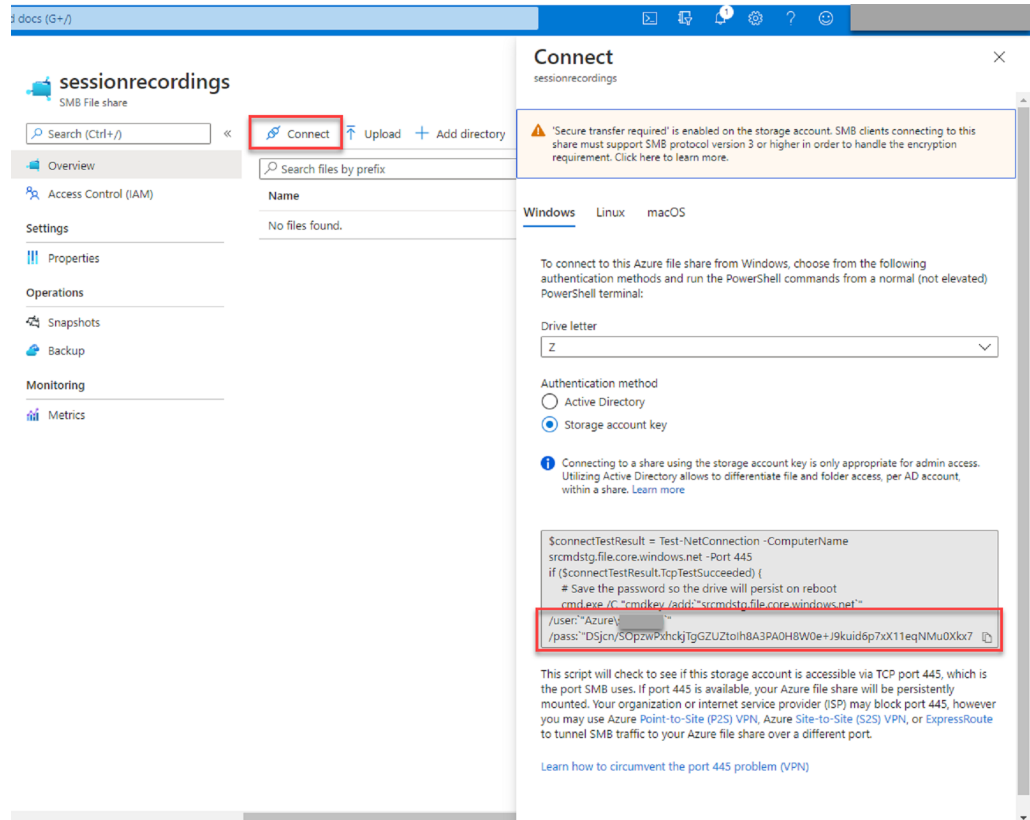 d docs (G+/)
1
sessionrecordings
SMB File share
Search (Ctrl+/)
«
Overview
Access Control (IAM)
Settings
Properties
Operations
Snapshots
Backup
Monitoring
Metrics
Connect
Upload
Add directory
Search files by prefix
Name
No files found.
Connect
sessionrecordings
'Secure transfer required' is enabled on the storage account. SMB clients connecting to this
share must support SMB protocol version 3 or higher in order to handle the encryption
requirement. Click here to learn more.
Windows Linux macOS
To connect to this Azure file share from Windows, choose from the following
authentication methods and run the PowerShell commands from a normal (not elevated)
PowerShell terminal:
Drive letter
Z
Authentication method
Active Directory
Storage account key
Connecting to a share using the storage account key is only appropriate for admin access.
Utilizing Active Directory allows to differentiate file and folder access, per AD account,
within a share. Learn more
$connectTestResult = Test-NetConnection -ComputerName
srcmdstg.file.core.windows.net -Port 445
if ($connectTestResult.TcpTestSucceeded) {
# Save the password so the drive will persist on reboot
cmd.exe /C "cmdkey /add:`"srcmdstg.file.core.windows.net`"
/user:`"Azure\
/pass:`"DSjcn/SOpzwPxhckjTgGZUZtoIh8A3PA0H8W0e+J9kuid6p7xX11eqNMu0Xkx7
This script will check to see if this storage account is accessible via TCP port 445, which is
the port SMB uses. If port 445 is available, your Azure file share will be persistently
mounted. Your organization or internet service provider (ISP) may block port 445, however
you may use Azure Point-to-Site (P2S) VPN, Azure Site-to-Site (S2S) VPN, or ExpressRoute
to tunnel SMB traffic to your Azure file share over a different port.
Learn how to circumvent the port 445 problem (VPN)